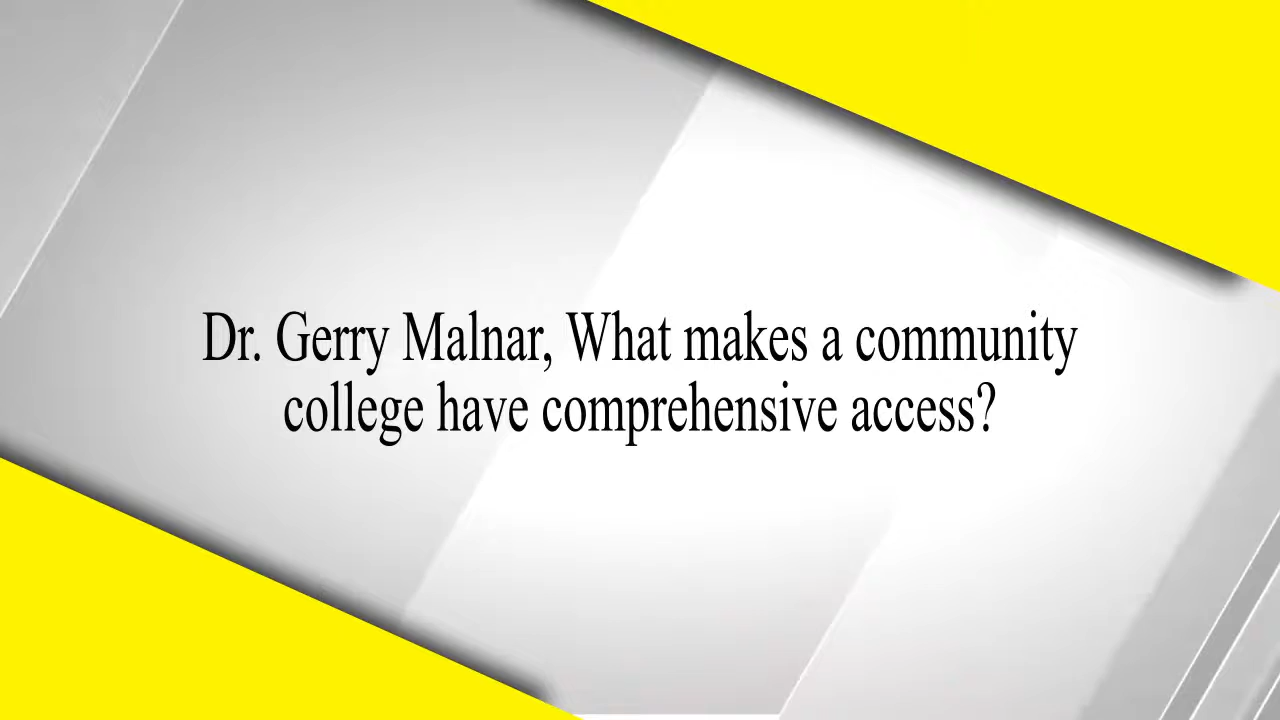 Dr. Gerry Malnar, What makes a community
college have comprehensive access?